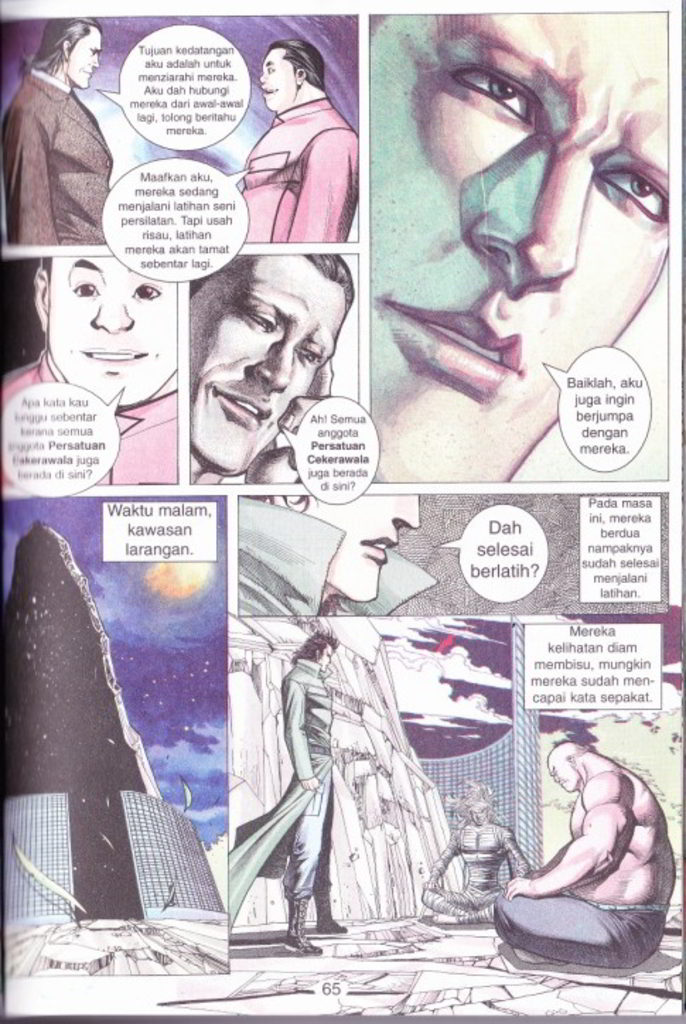 Tujuan kedatangan
aku adalah untuk
menziarahi mereka.
Aku dah hubungi
mereka dari awal-awal
lagi, tolong beritahu
mereka.
Maafkan aku,
mereka sedang
menjalani latihan seni
persilatan. Tapi usah
risau, latihan
mereka akan tamat
sebentar lagi.
Baiklah, aku
juga ingin
berjumpa
dengan
mereka.
Apa kata kau
tunggu sebentar
kerana semua
anggota Persatuan
Cekerawala juga
berada di sini?
Ah! Semua
anggota
Persatuan
Cekerawala
juga berada
di sini?
Waktu malam,
kawasan
larangan.
Dah
selesai
berlatih?
Pada masa
ini, mereka
berdua
nampaknya
sudah selesai
menjalani
latihan.
Mereka
kelihatan diam
membisu, mungkin
mereka sudah men-
capai kata sepakat.
65